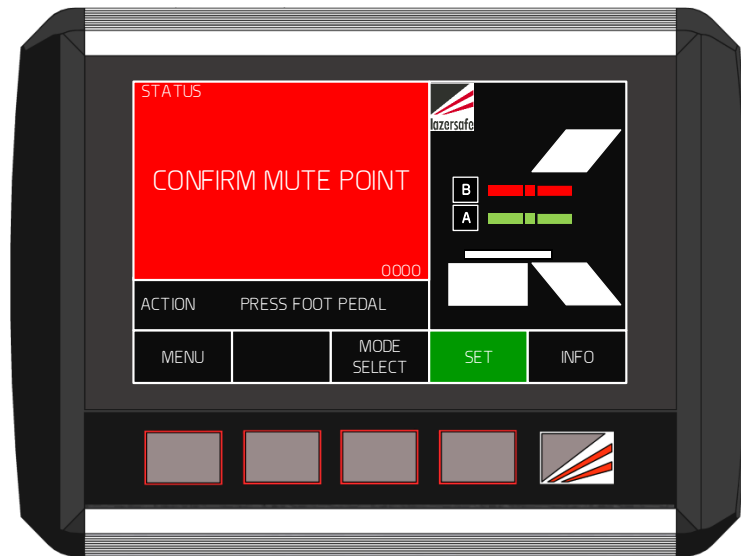 STATUS
CONFIRM MUTE POINT
0000
ACTION PRESS FOOT PEDAL
lazersafe
B
A
MENU
MODE
SELECT
SET
INFO